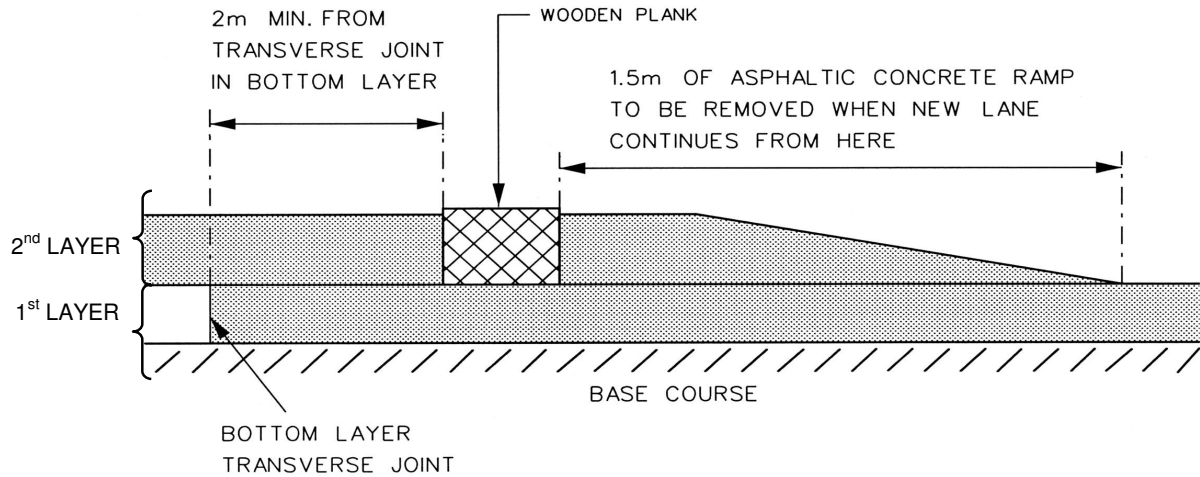 2m MIN. FROM
TRANSVERSE JOINT
IN BOTTOM LAYER
WOODEN PLANK
1.5m OF ASPHALTIC CONCRETE RAMP
TO BE REMOVED WHEN NEW LANE
CONTINUES FROM HERE
2nd LAYER
1st LAYER
BASE COURSE
BOTTOM LAYER
TRANSVERSE JOINT